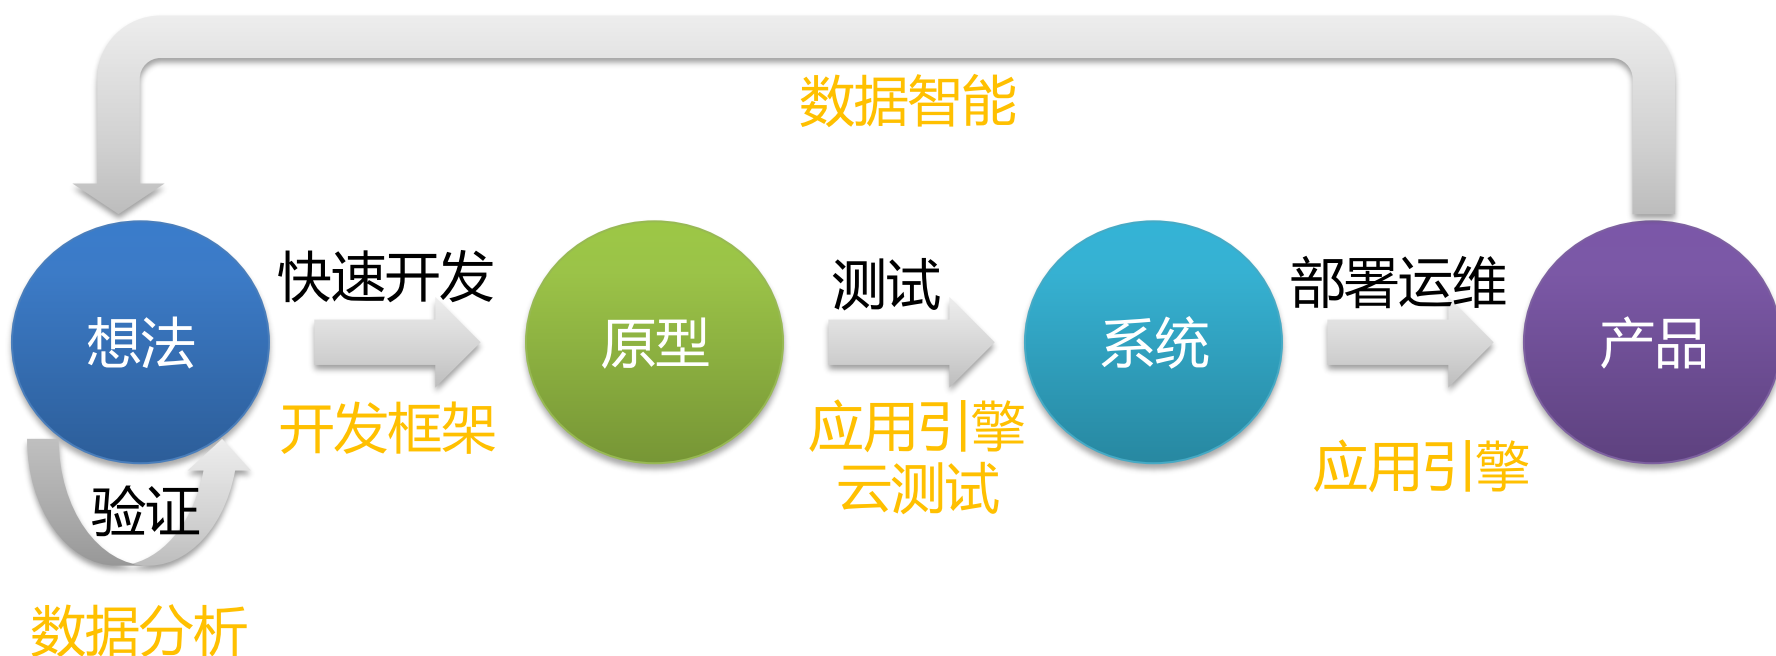 数据智能
想法
快速开发
开发框架
原型
测试
应用引擎
云测试
系统
部署运维
应用引擎
产品
验证
数据分析